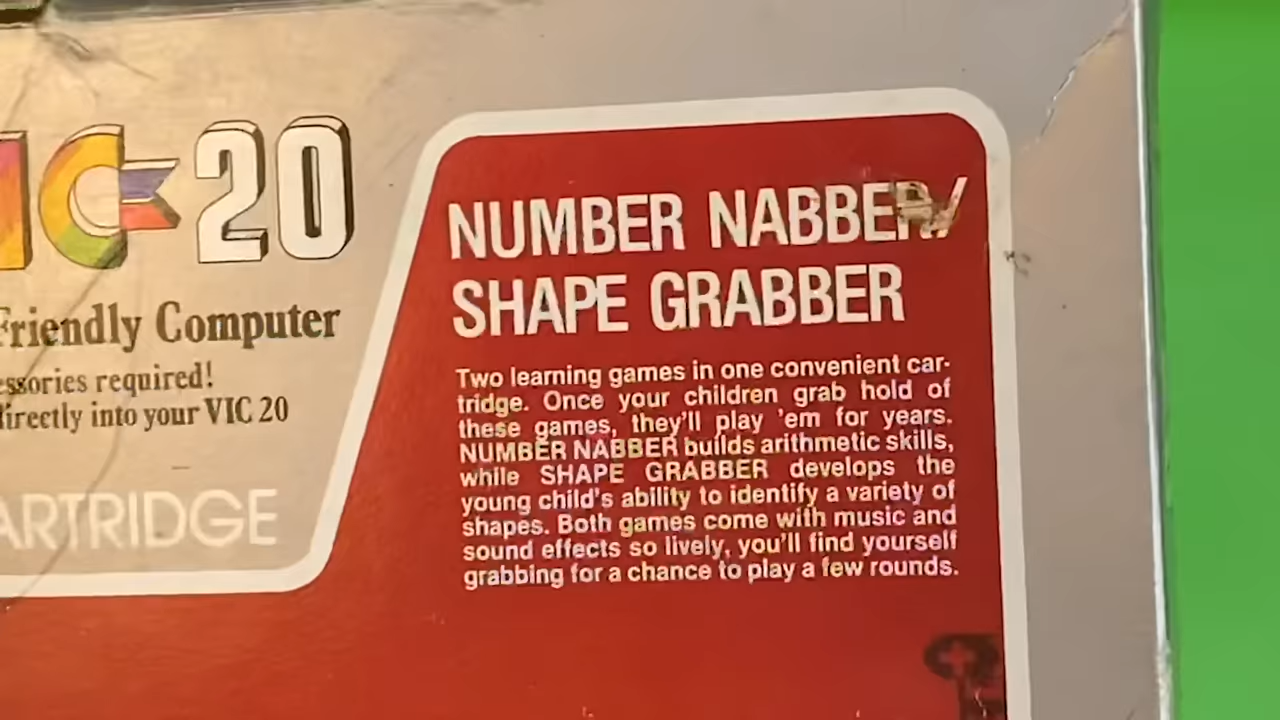 IC 20
Friendly Computer
essories required!
directly into your VIC 20
ARTRIDGE
NUMBER NABBER/
SHAPE GRABBER
Two learning games in one convenient car-
tridge. Once your children grab hold of
these games, they'll play 'em for years.
NUMBER NABBER builds arithmetic skills,
while SHAPE GRABBER develops the
young child's ability to identify a variety of
shapes. Both games come with music and
sound effects so lively, you'll find yourself
grabbing for a chance to play a few rounds.